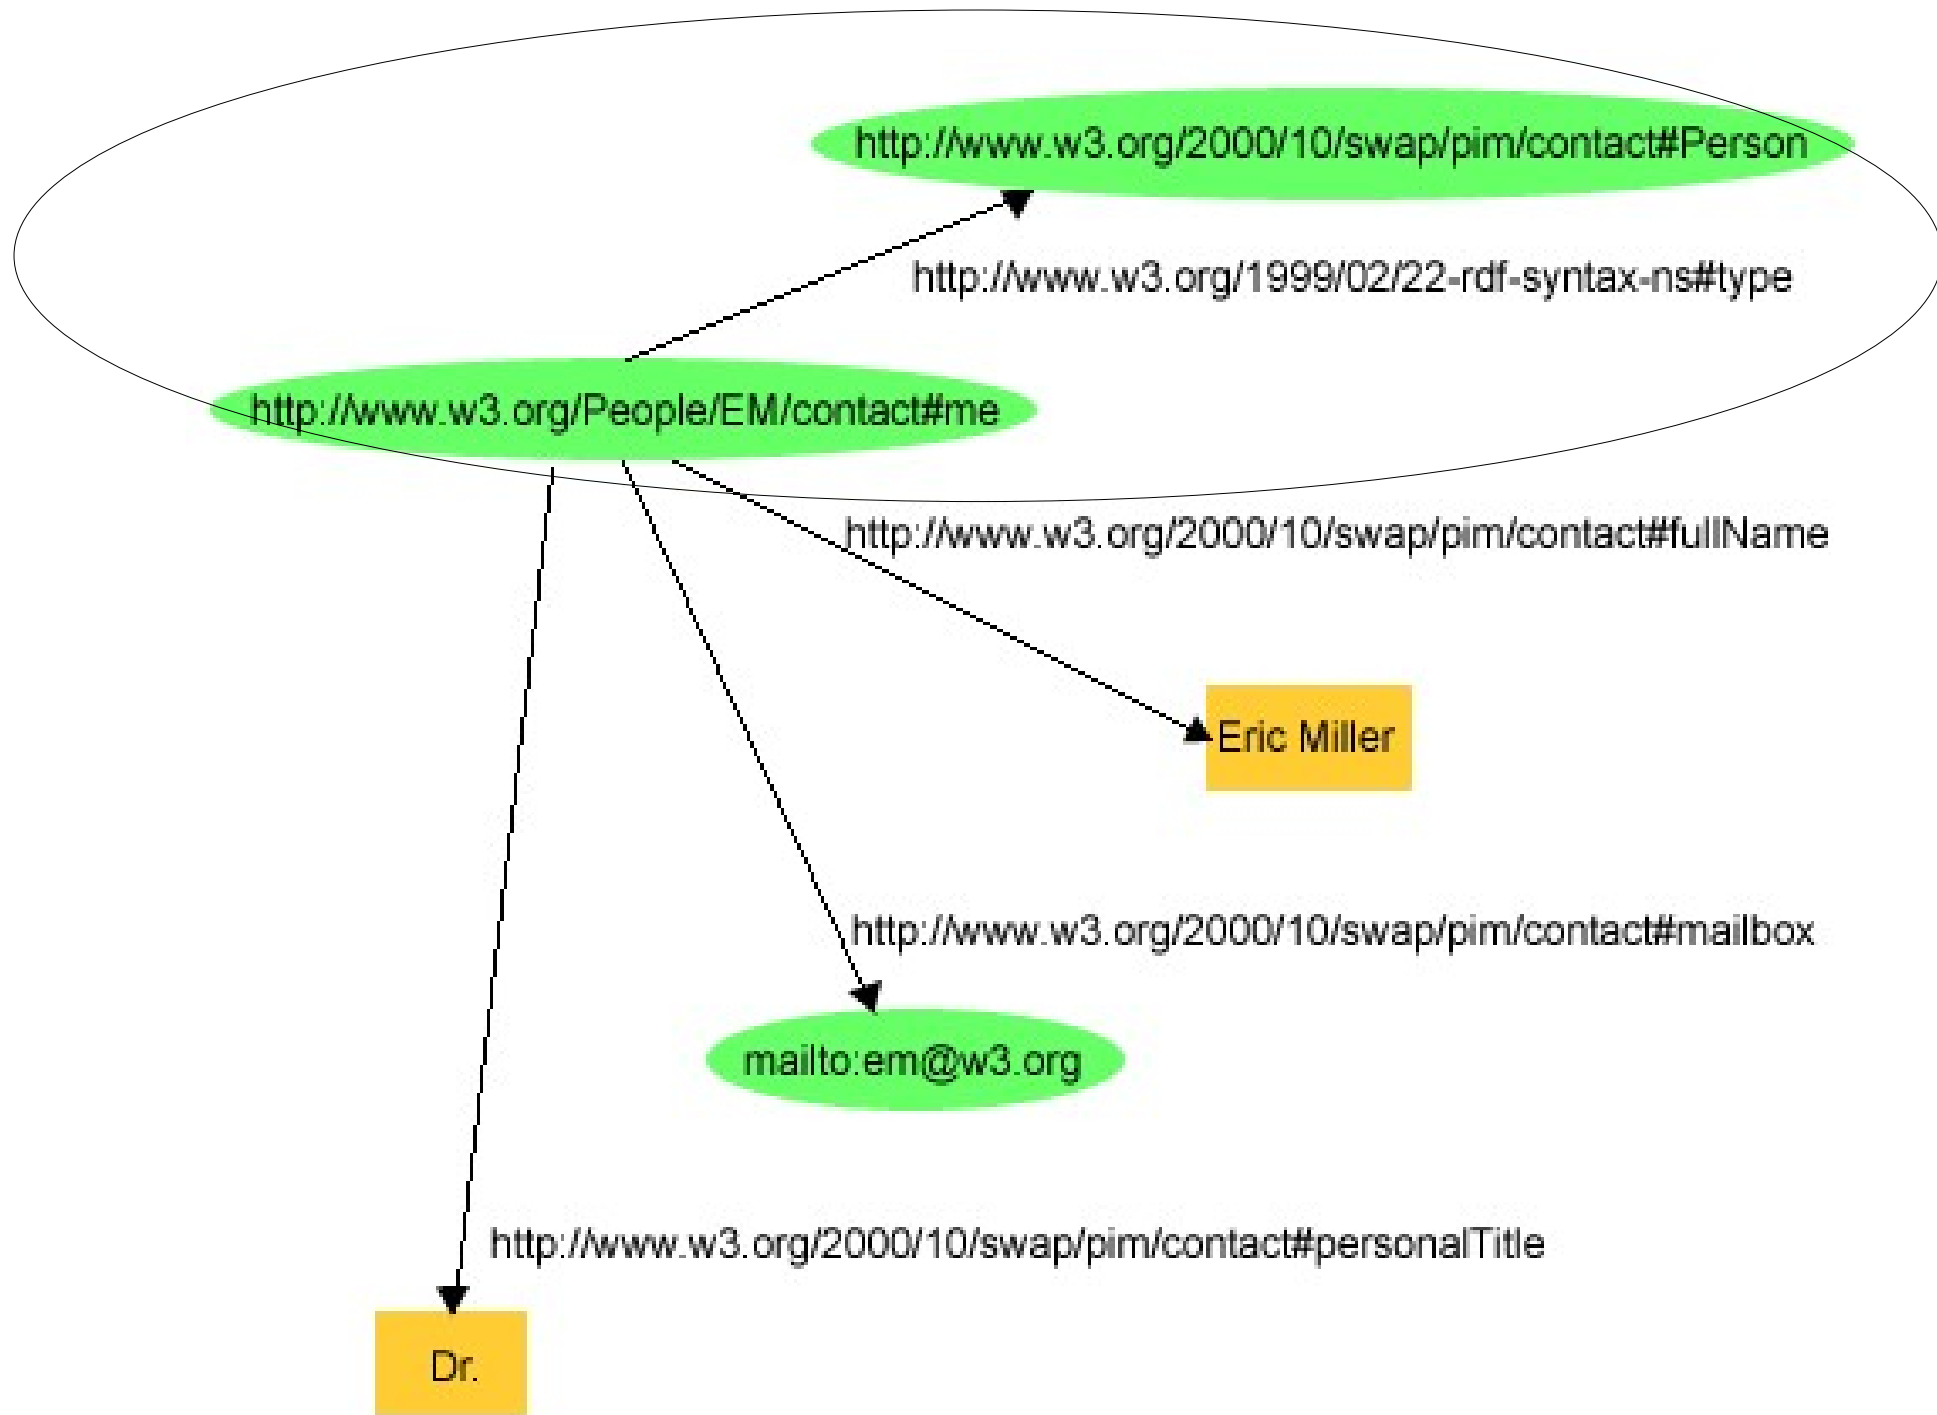 http://www.w3.org/2000/10/swap/pim/contact#Person
http://www.w3.org/1999/02/22-rdf-syntax-ns#type
http://www.w3.org/People/EM/contact#me
http://www.w3.org/2000/10/swap/pim/contact#fullName
Eric Miller
http://www.w3.org/2000/10/swap/pim/contact#mailbox
mailto:em@w3.org
http://www.w3.org/2000/10/swap/pim/contact#personalTitle
Dr.